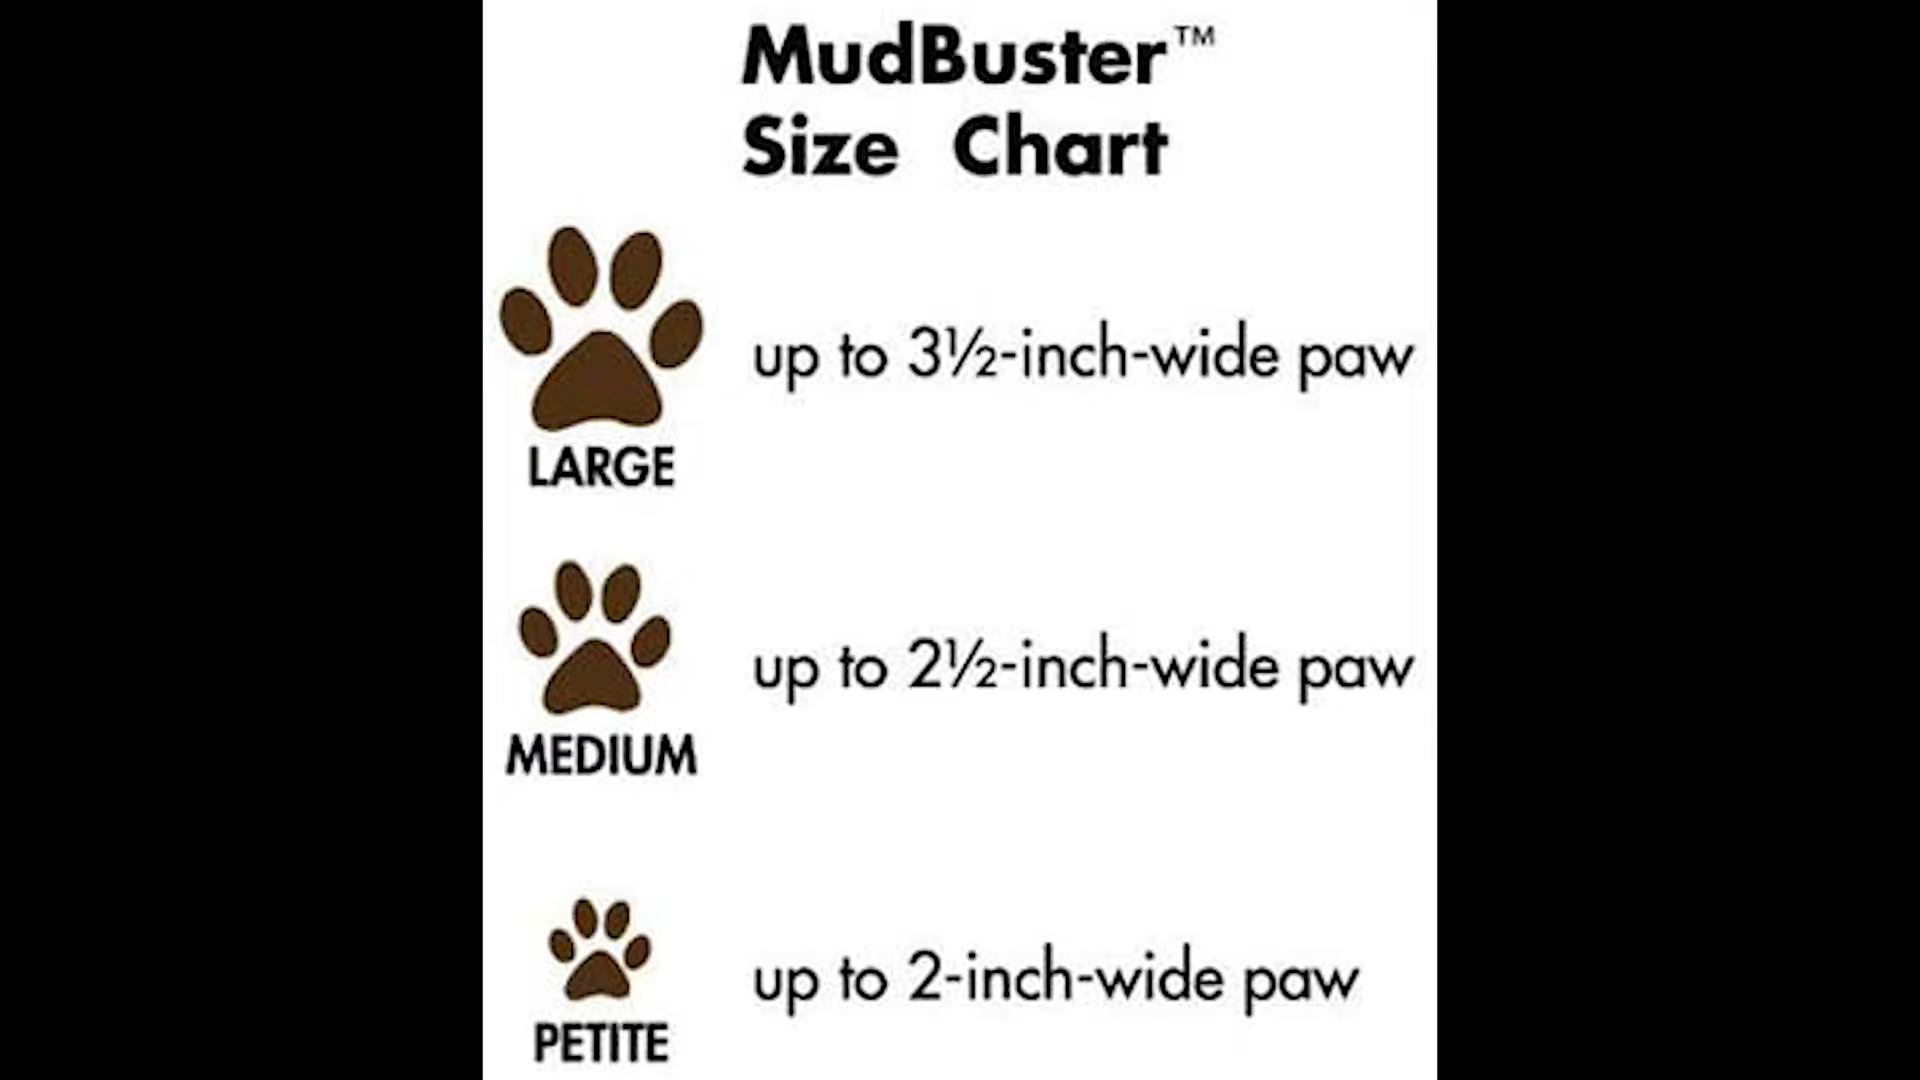 MudBuster™
Size Chart
up to 3½-inch-wide paw
LARGE
up to 2½-inch-wide paw
MEDIUM
up to 2-inch-wide paw
PETITE